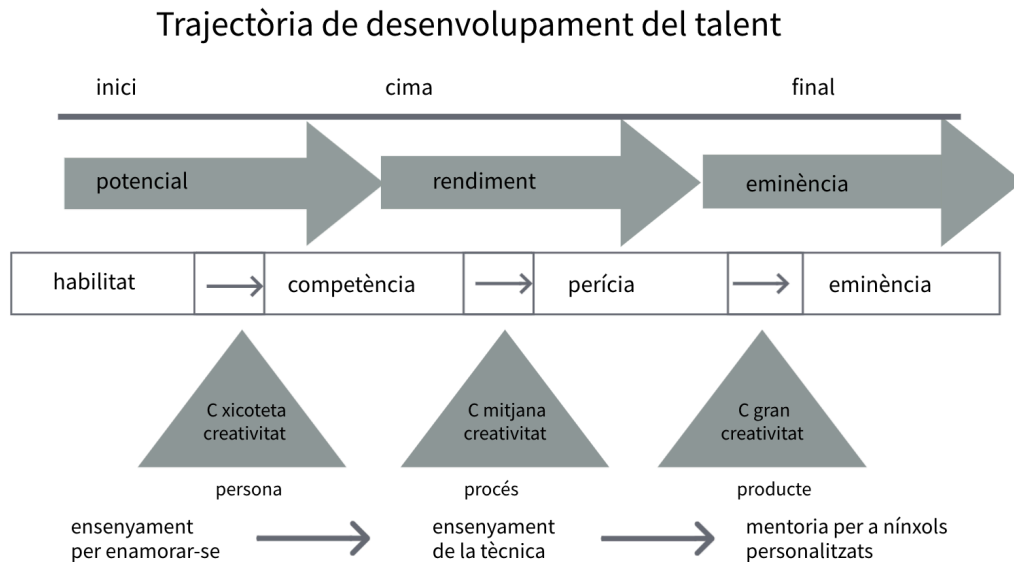 Trajectòria de desenvolupament del talent
inici
cima
final
potencial
rendiment
eminència
habilitat
competència
perícia
eminència
C xicoteta
creativitat
C mitjana
creativitat
C gran
creativitat
persona
procés
producte
ensenyament
per enamorar-se
ensenyament
de la tècnica
mentoria per a nínxols
personalitzats